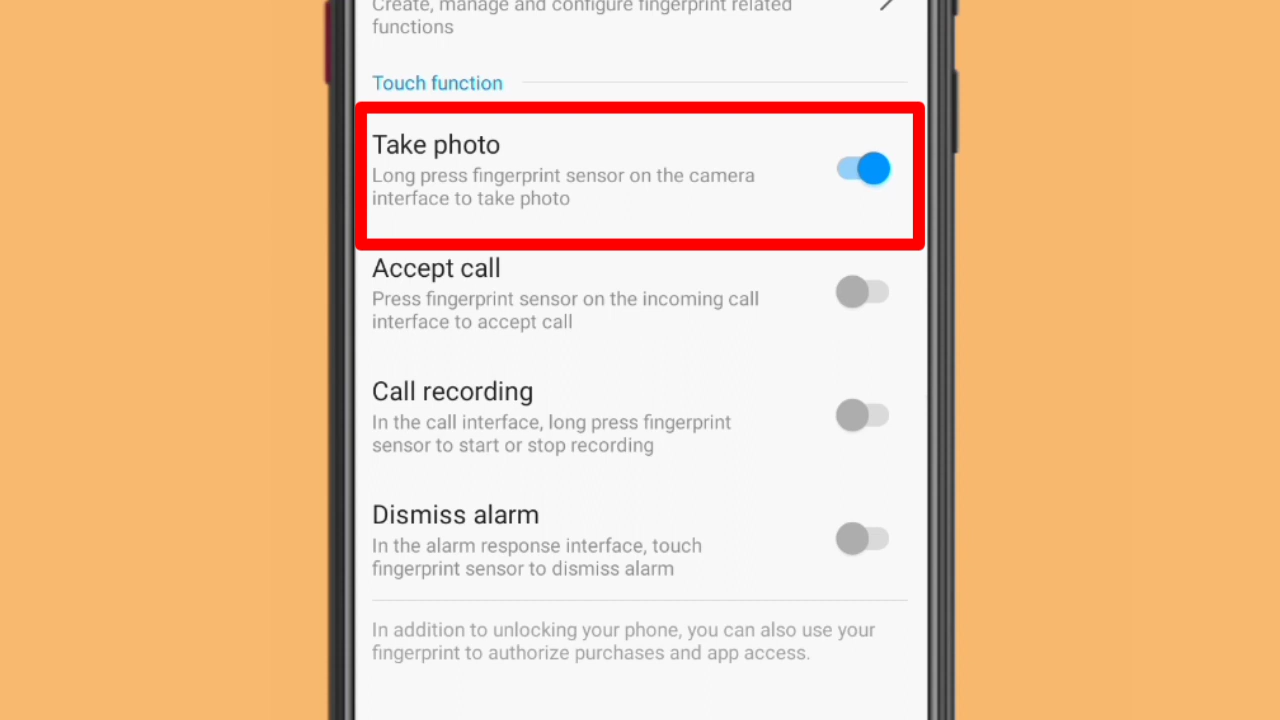 Create, manage and configure fingerprint related
functions
Touch function
Take photo
Long press fingerprint sensor on the camera
interface to take photo
Accept call
Press fingerprint sensor on the incoming call
interface to accept call
Call recording
In the call interface, long press fingerprint
sensor to start or stop recording
Dismiss alarm
In the alarm response interface, touch
fingerprint sensor to dismiss alarm
In addition to unlocking your phone, you can also use your
fingerprint to authorize purchases and app access.